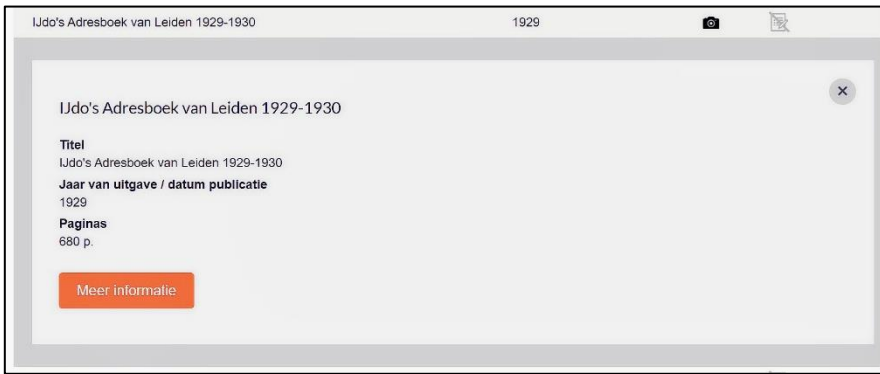 IJdo's Adresboek van Leiden 1929-1930 1929
IJdo's Adresboek van Leiden 1929-1930
Titel
IJdo's Adresboek van Leiden 1929-1930
Jaar van uitgave / datum publicatie
1929
Paginas
680 p.
Meer informatie